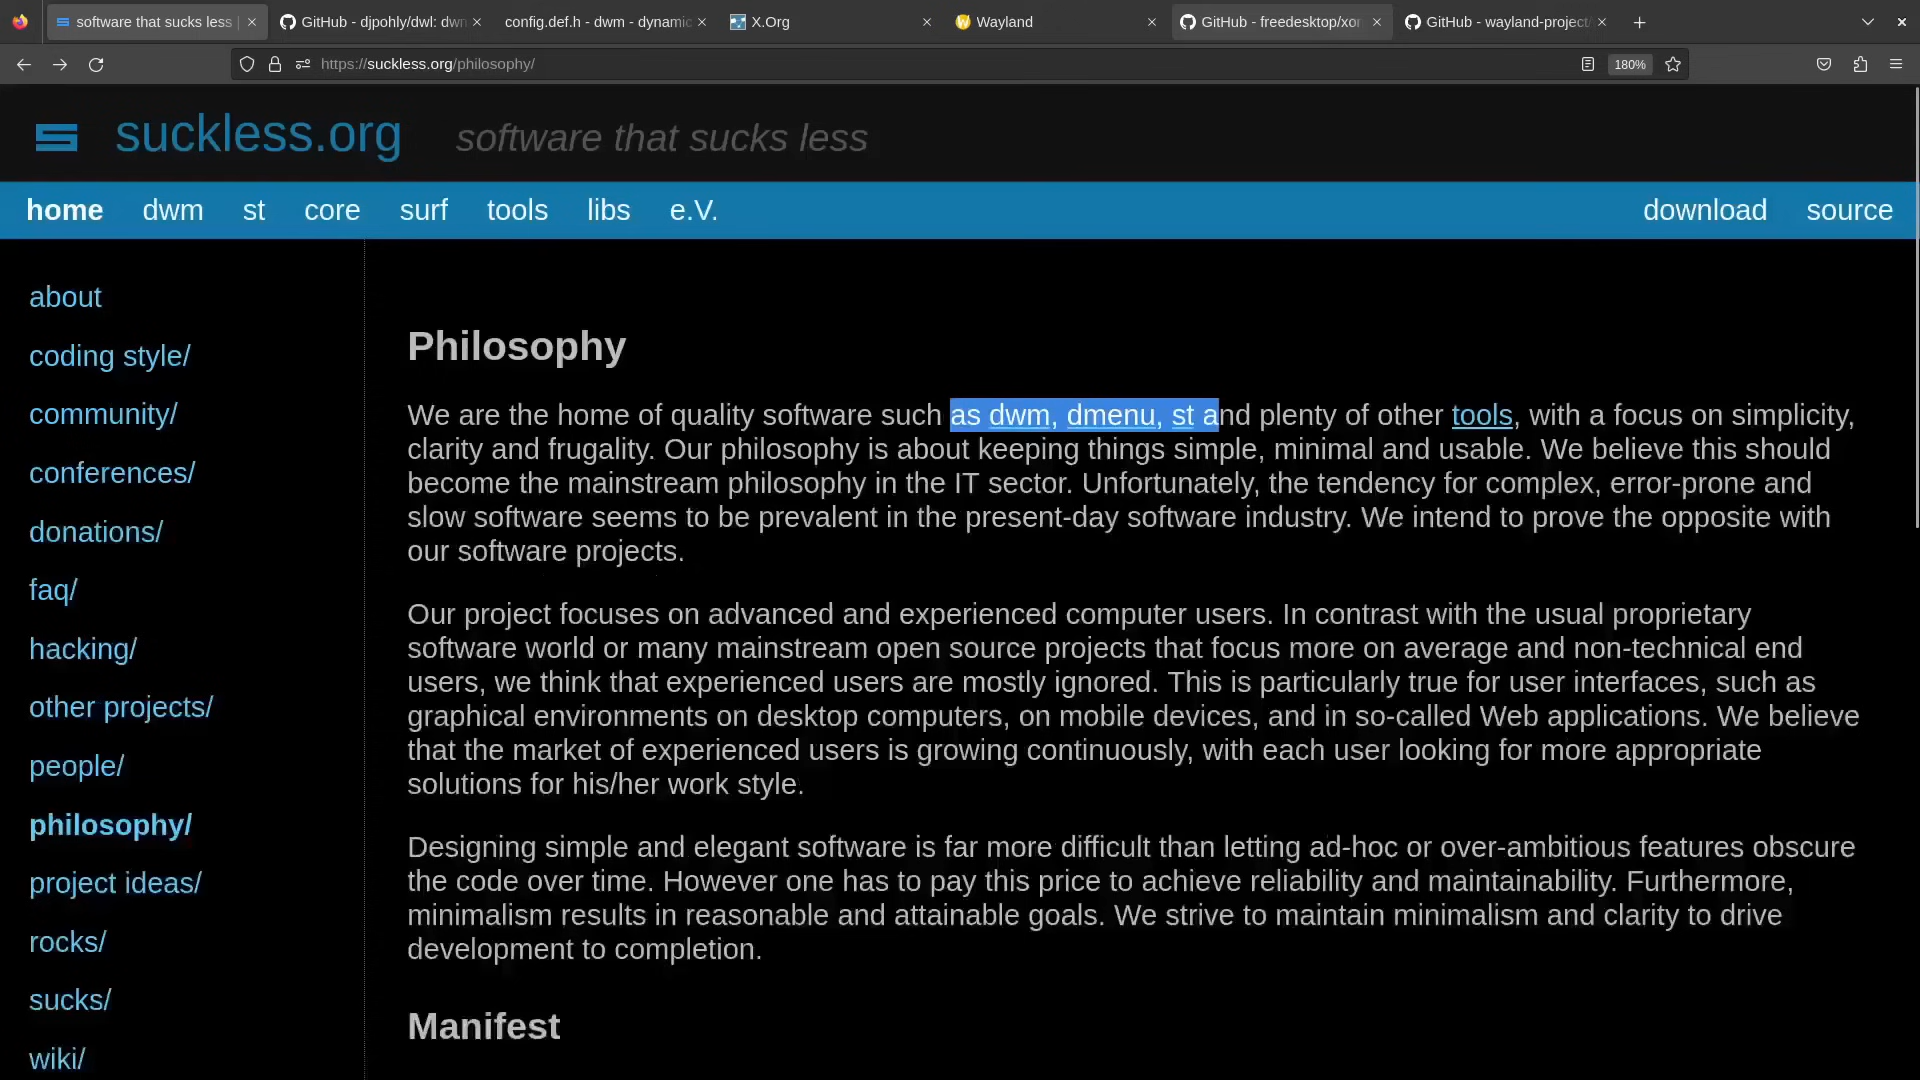 software that sucks less |
GitHub - djpohly/dwl: dwm
config.def.h - dwm - dynamic
X.Org
Wayland
GitHub - freedesktop/xor
GitHub - wayland-project/
https://suckless.org/philosophy/
180%
suckless.org
software that sucks less
home dwm st core surf tools libs e.V. download source
about
coding style/
community/
conferences/
donations/
faq/
hacking/
other projects/
people/
philosophy/
project ideas/
rocks/
sucks/
wiki/
Philosophy
We are the home of quality software such as dwm, dmenu, st and plenty of other tools, with a focus on simplicity,
clarity and frugality. Our philosophy is about keeping things simple, minimal and usable. We believe this should
become the mainstream philosophy in the IT sector. Unfortunately, the tendency for complex, error-prone and
slow software seems to be prevalent in the present-day software industry. We intend to prove the opposite with
our software projects.
Our project focuses on advanced and experienced computer users. In contrast with the usual proprietary
software world or many mainstream open source projects that focus more on average and non-technical end
users, we think that experienced users are mostly ignored. This is particularly true for user interfaces, such as
graphical environments on desktop computers, on mobile devices, and in so-called Web applications. We believe
that the market of experienced users is growing continuously, with each user looking for more appropriate
solutions for his/her work style.
Designing simple and elegant software is far more difficult than letting ad-hoc or over-ambitious features obscure
the code over time. However one has to pay this price to achieve reliability and maintainability. Furthermore,
minimalism results in reasonable and attainable goals. We strive to maintain minimalism and clarity to drive
development to completion.
Manifest